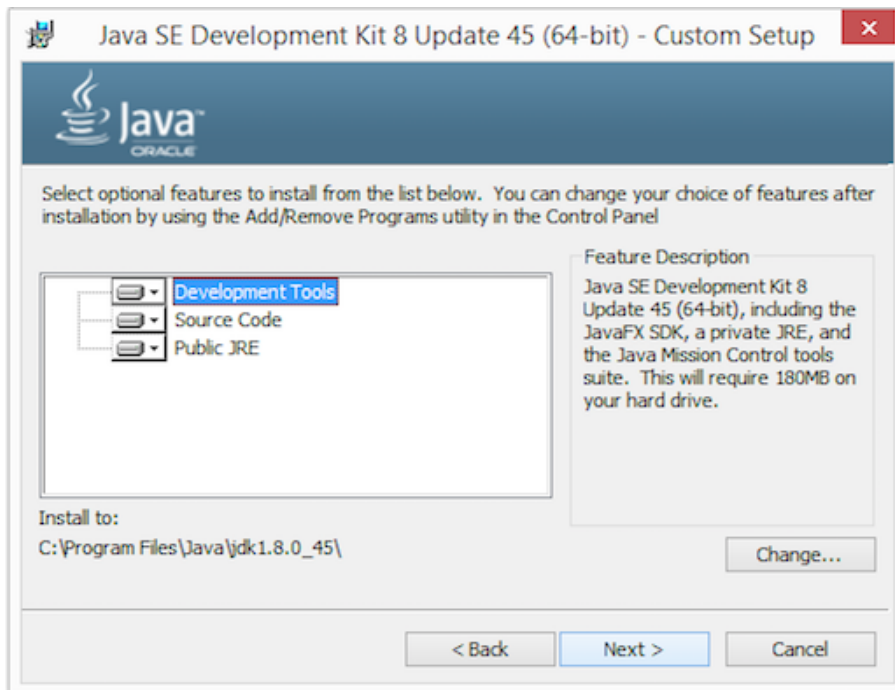 Java SE Development Kit 8 Update 45 (64-bit) - Custom Setup
Java™
ORACLE
Select optional features to install from the list below.  You can change your choice of features after
installation by using the Add/Remove Programs utility in the Control Panel
Development Tools
Source Code
Public JRE
Feature Description
Java SE Development Kit 8
Update 45 (64-bit), including the
JavaFX SDK, a private JRE, and
the Java Mission Control tools
suite.  This will require 180MB on
your hard drive.
Install to:
C:\Program Files\Java\jdk1.8.0_45\
Change...
< Back
Next >
Cancel